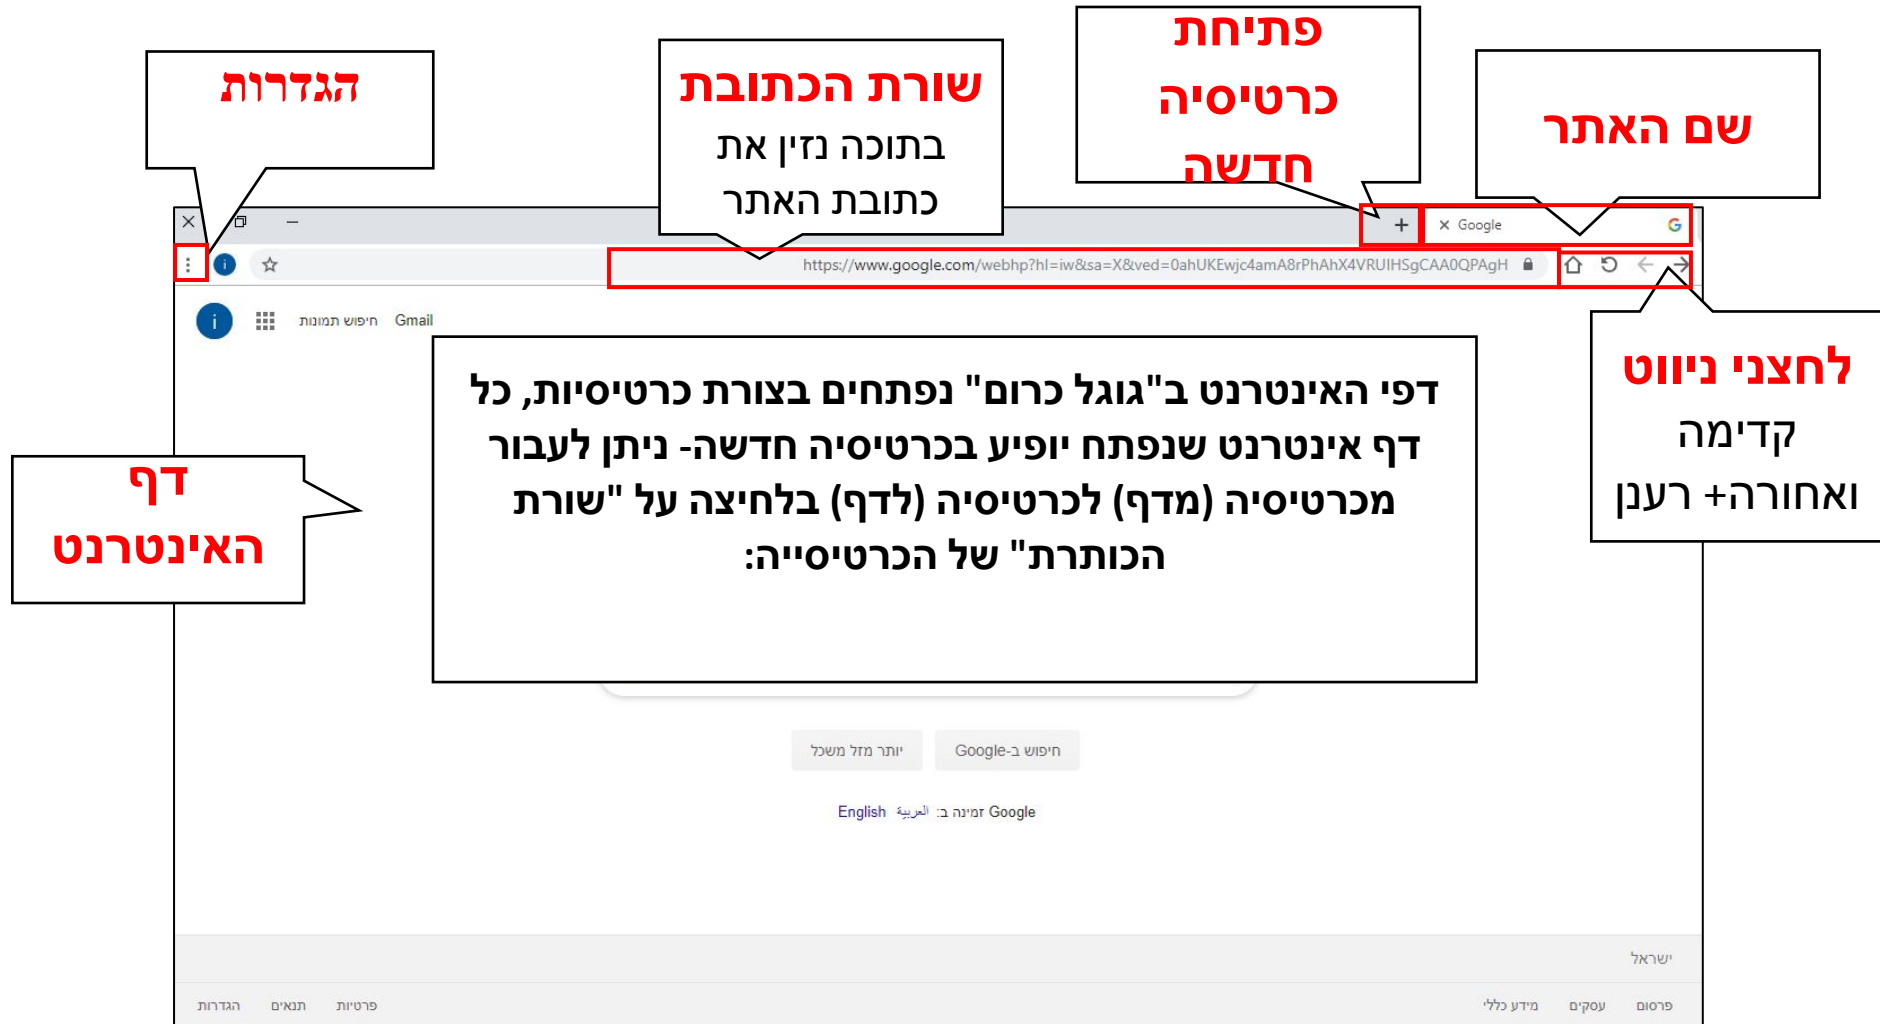 פתיחת
כרטיסיה
חדשה
שם האתר
שורת הכתובת
בתוכה נזין את
כתובת האתר
הגדרות
Google
https://www.google.com/webhp?hl=iw&sa=X&ved=0ahUKEwjc4amA8rPhAhX4VRUIHSgCAA0QPAgH
i
Gmail חיפוש תמונות
i
לחצני ניווט
קדימה
ואחורה+ רענן
דפי האינטרנט ב"גוגל כרום" נפתחים בצורת כרטיסיות, כל
דף אינטרנט שנפתח יופיע בכרטיסיה חדשה- ניתן לעבור
מכרטיסיה (מדף) לכרטיסיה (לדף) בלחיצה על "שורת
הכותרת" של הכרטיסייה:
דף
האינטרנט
חיפוש ב-Google
יותר מזל משכל
Google זמינה ב: العربية English
ישראל
פרסום עסקים מידע כללי
פרטיות תנאים הגדרות